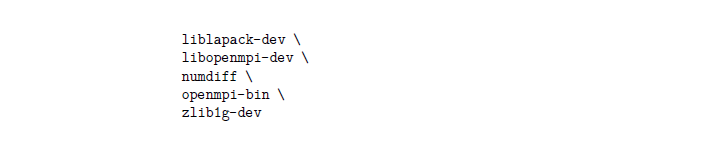 liblapack-dev \
libopenmpi-dev \
numdiff \
openmpi-bin \
zlib1g-dev